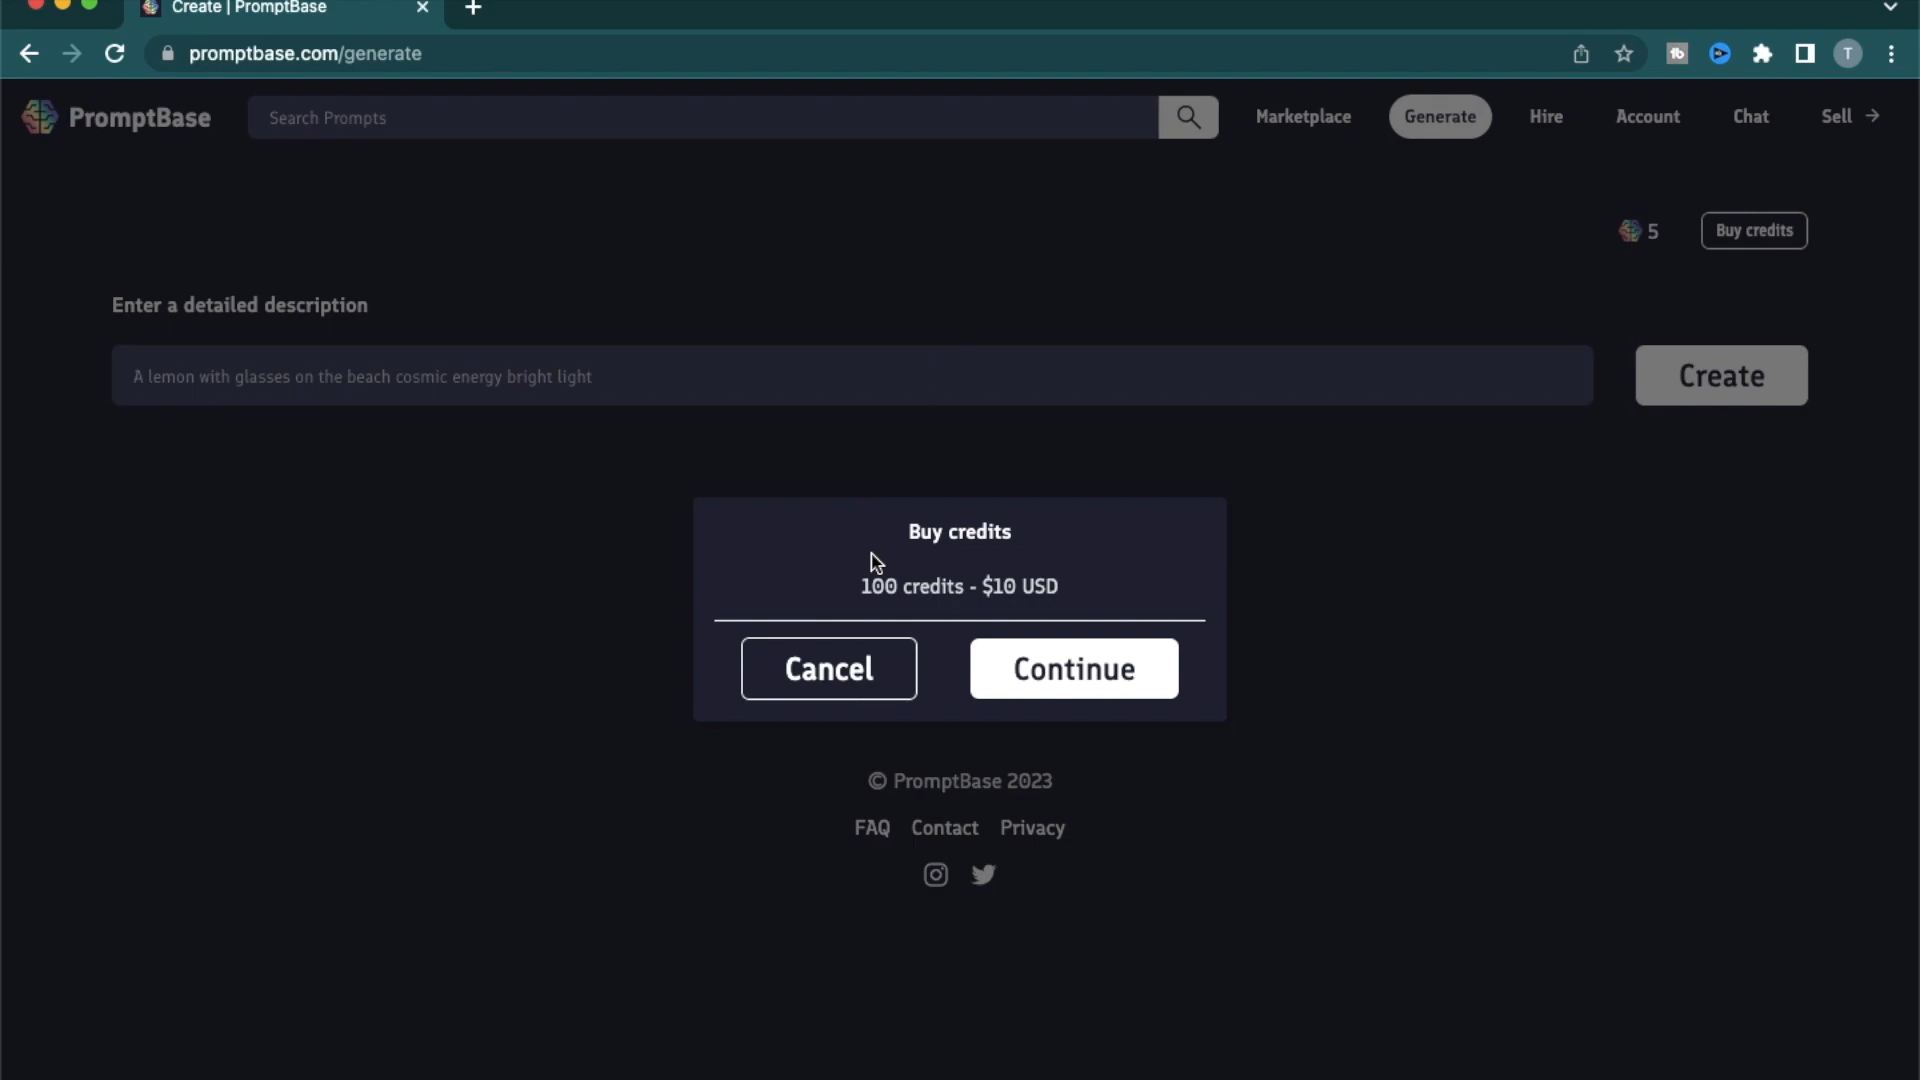 Create | PromptBase
promptbase.com/generate
T
PromptBase
Search Prompts
Marketplace
Generate
Hire
Account
Chat
Sell
5
Buy credits
Enter a detailed description
A lemon with glasses on the beach cosmic energy bright light
Create
Buy credits
100 credits - $10 USD
Cancel
Continue
© PromptBase 2023
FAQ Contact Privacy